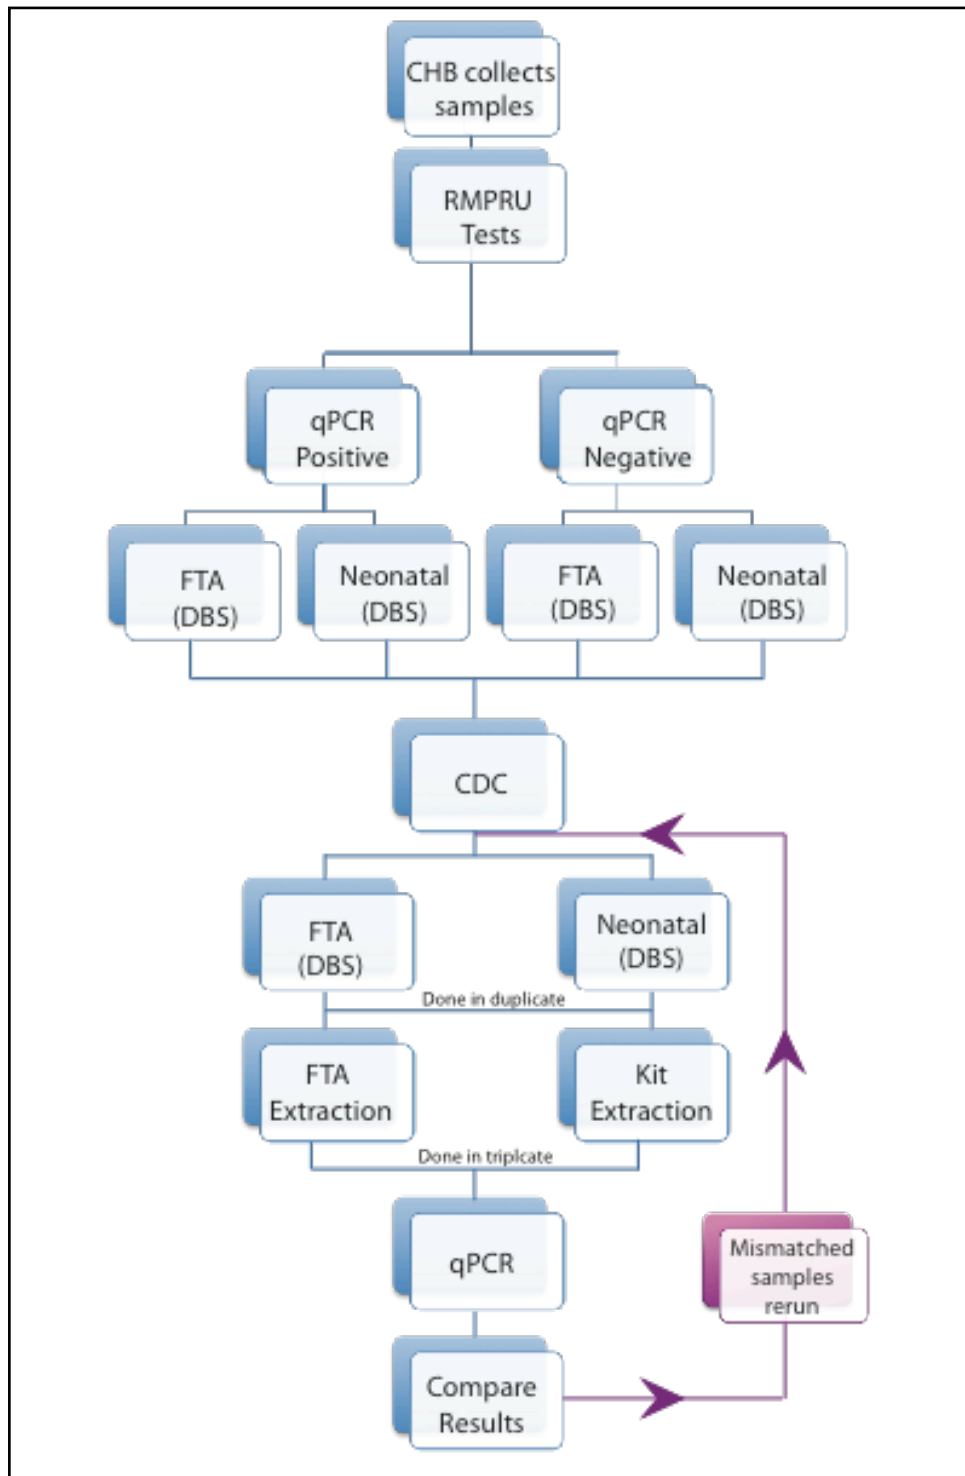 CHB collects
samples
RMPRU
Tests
qPCR
Positive
qPCR
Negative
FTA
(DBS)
Neonatal
(DBS)
FTA
(DBS)
Neonatal
(DBS)
CDC
FTA
(DBS)
Neonatal
(DBS)
Done in duplicate
FTA
Extraction
Kit
Extraction
Done in triplcate
qPCR
Mismatched
samples
rerun
Compare
Results